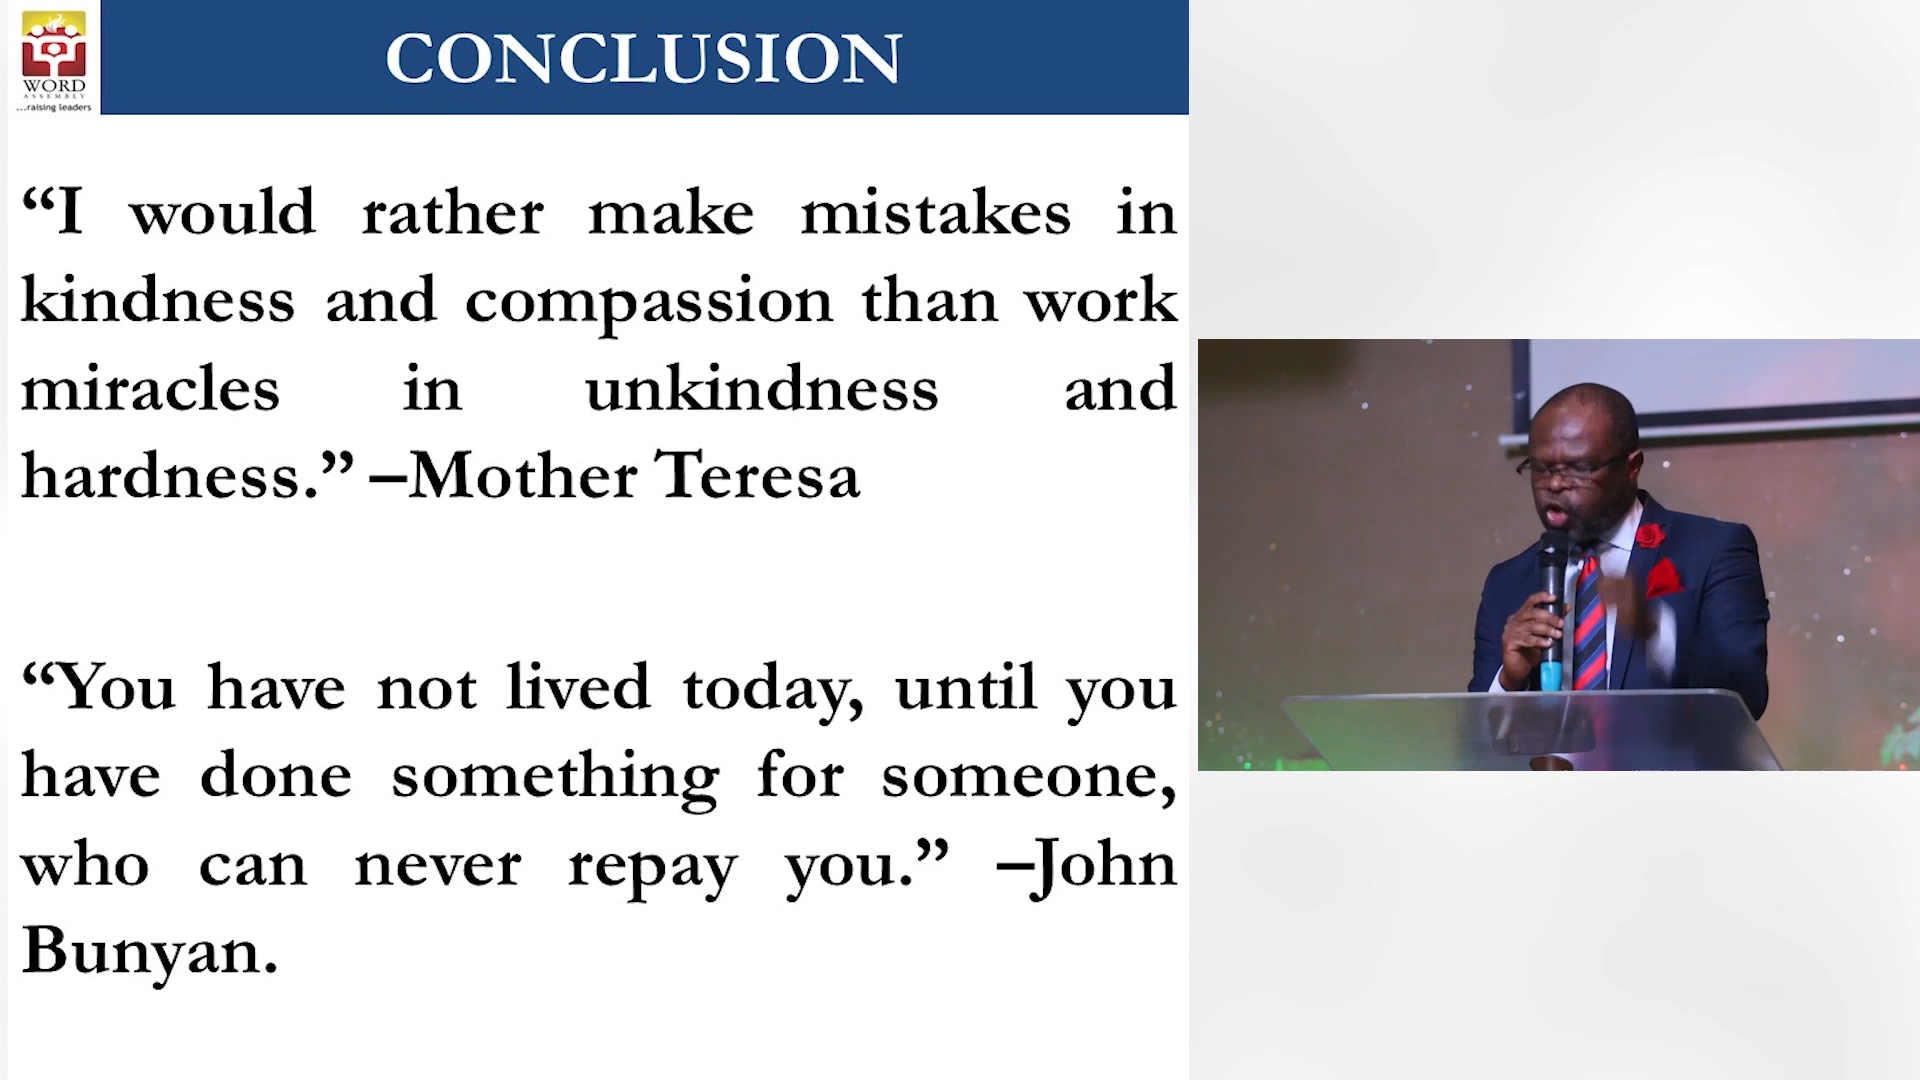 WORD
ASSEMBLY
...raising leaders
CONCLUSION
“I would rather make mistakes in
kindness and compassion than work
miracles in unkindness and
hardness.” –Mother Teresa
“You have not lived today, until you
have done something for someone,
who can never repay you.” –John
Bunyan.